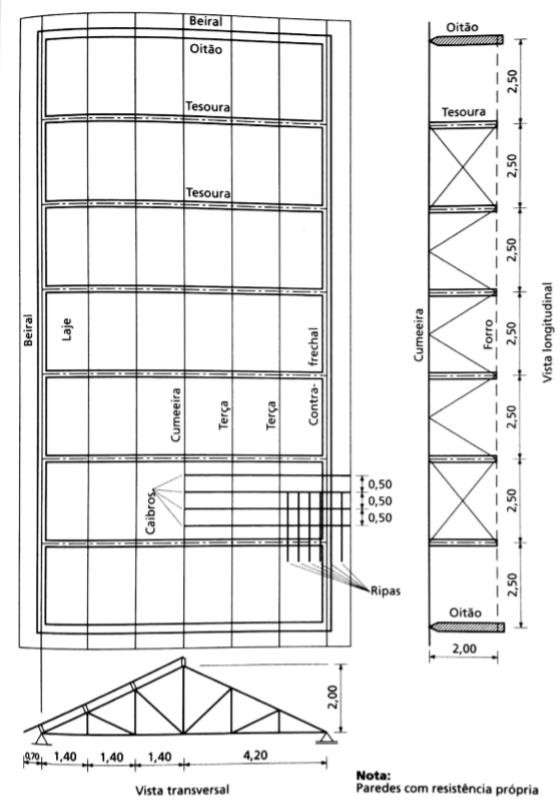 Beiral
Oitão
Tesoura
Tesoura
Beiral
Laje
Cumeeira
Terça
Terça
Contra-
frechal
Caibros
0,50
0,50
0,50
Ripas
Oitão
Tesoura
Cumeeira
Forro
Vista longitudinal
2,50
2,50
2,50
2,50
2,50
2,50
2,50
Oitão
2,00
2,00
0,70
1,40
1,40
1,40
4,20
Vista transversal
Nota:
Paredes com resistência própria